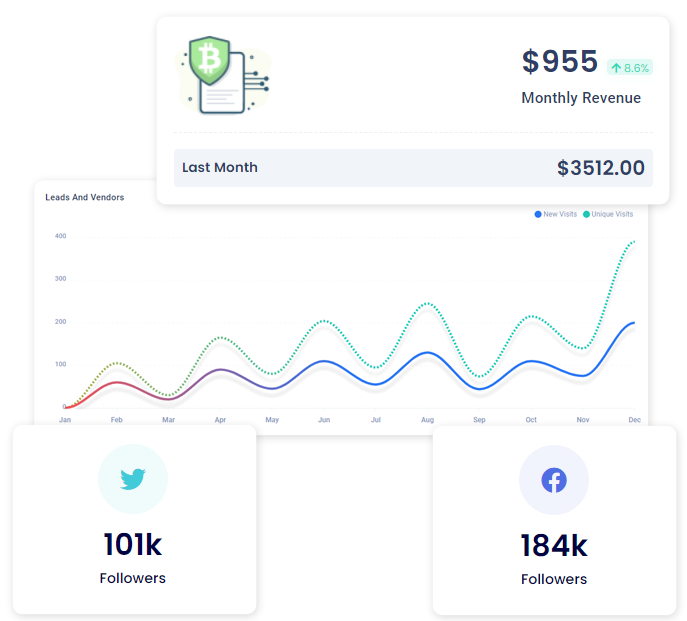 $955
8.6%
Monthly Revenue
Last Month
$3512.00
Leads And Vendors
New Visits Unique Visits
400
300
200
100
0
Jan Feb Mar Apr May Jun Jul Aug Sep Oct Nov Dec
101k
Followers
184k
Followers